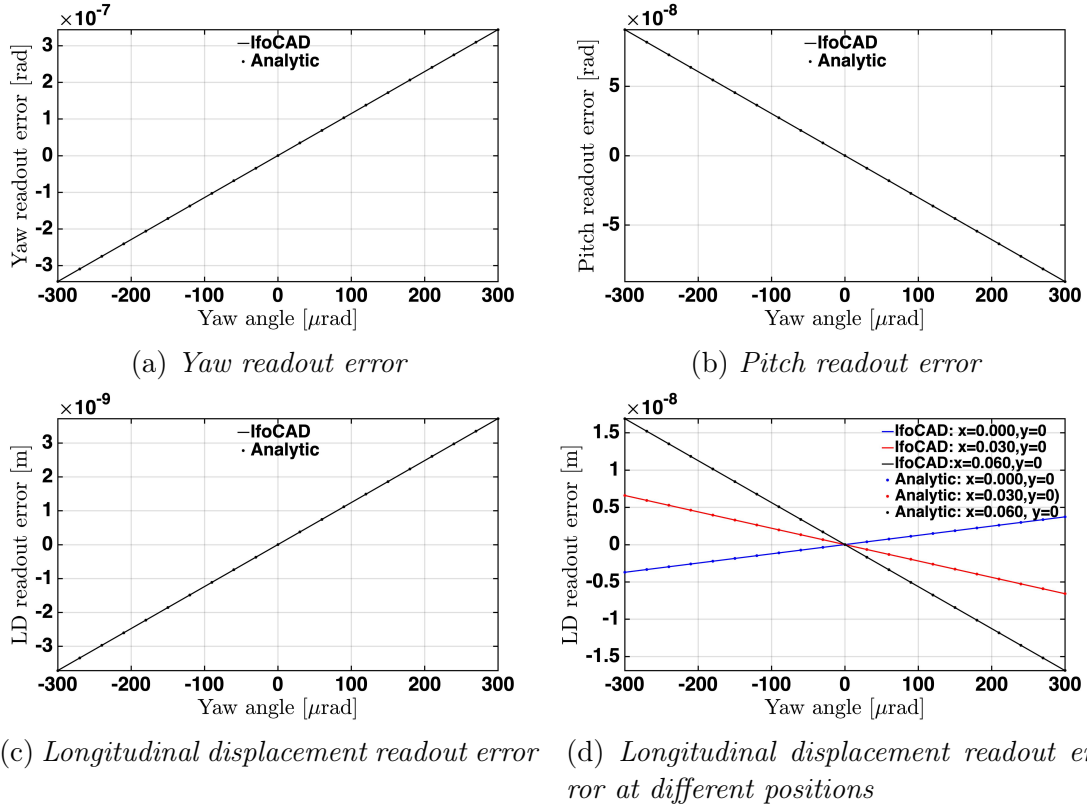 ×10⁻⁷
3
2
1
0
-1
-2
-3
Yaw readout error [rad]
IfoCAD
Analytic
-300 -200 -100 0 100 200 300
Yaw angle [μrad]
(a) Yaw readout error
×10⁻⁸
5
0
-5
Pitch readout error [rad]
IfoCAD
Analytic
-300 -200 -100 0 100 200 300
Yaw angle [μrad]
(b) Pitch readout error
×10⁻⁹
3
2
1
0
-1
-2
-3
LD readout error [m]
IfoCAD
Analytic
-300 -200 -100 0 100 200 300
Yaw angle [μrad]
(c) Longitudinal displacement readout error
×10⁻⁸
1.5
1
0.5
0
-0.5
-1
-1.5
LD readout error [m]
IfoCAD: x=0.000,y=0
IfoCAD: x=0.030,y=0
IfoCAD:x=0.060,y=0
Analytic: x=0.000,y=0
Analytic: x=0.030,y=0)
Analytic: x=0.060, y=0
-300 -200 -100 0 100 200 300
Yaw angle [μrad]
(d) Longitudinal displacement readout er-
ror at different positions